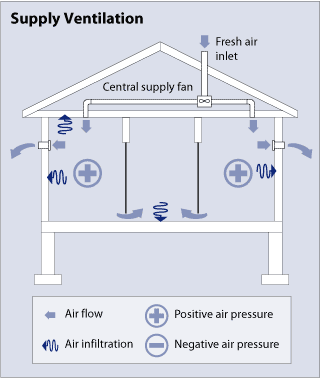 Supply Ventilation
Fresh air
inlet
Central supply fan
Air flow
Positive air pressure
Air infiltration
Negative air pressure